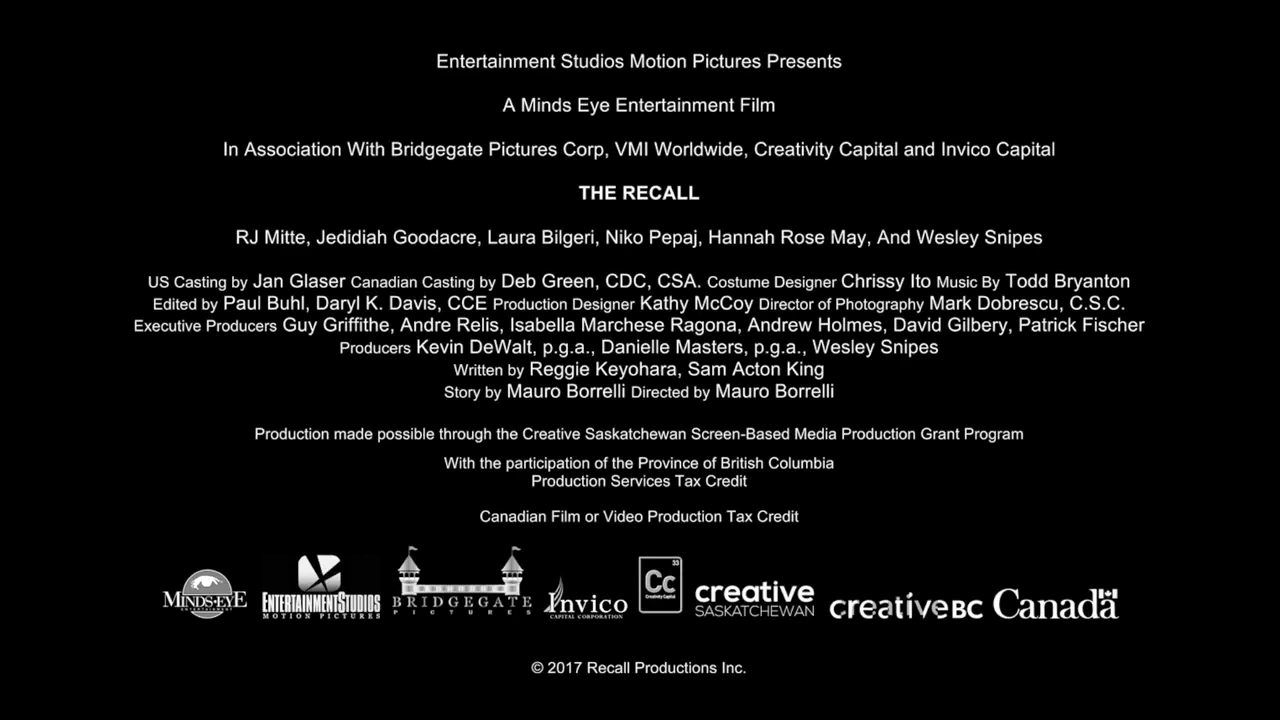 Entertainment Studios Motion Pictures Presents
A Minds Eye Entertainment Film
In Association With Bridgegate Pictures Corp, VMI Worldwide, Creativity Capital and Invico Capital
THE RECALL
RJ Mitte, Jedidiah Goodacre, Laura Bilgeri, Niko Pepaj, Hannah Rose May, And Wesley Snipes
US Casting by Jan Glaser Canadian Casting by Deb Green, CDC, CSA. Costume Designer Chrissy Ito Music By Todd Bryanton
Edited by Paul Buhl, Daryl K. Davis, CCE Production Designer Kathy McCoy Director of Photography Mark Dobrescu, C.S.C.
Executive Producers Guy Griffithe, Andre Relis, Isabella Marchese Ragona, Andrew Holmes, David Gilbery, Patrick Fischer
Producers Kevin DeWalt, p.g.a., Danielle Masters, p.g.a., Wesley Snipes
Written by Reggie Keyohara, Sam Acton King
Story by Mauro Borrelli Directed by Mauro Borrelli
Production made possible through the Creative Saskatchewan Screen-Based Media Production Grant Program
With the participation of the Province of British Columbia
Production Services Tax Credit
Canadian Film or Video Production Tax Credit
MINDS EYE
ENTERTAINMENT
ENTERTAINMENT STUDIOS
MOTION PICTURES
BRIDGEGATE
PICTURES
Invico
CAPITAL CORPORATION
33
Cc
Creativity Capital
creative
SASKATCHEWAN
creativeBC
Canada
© 2017 Recall Productions Inc.